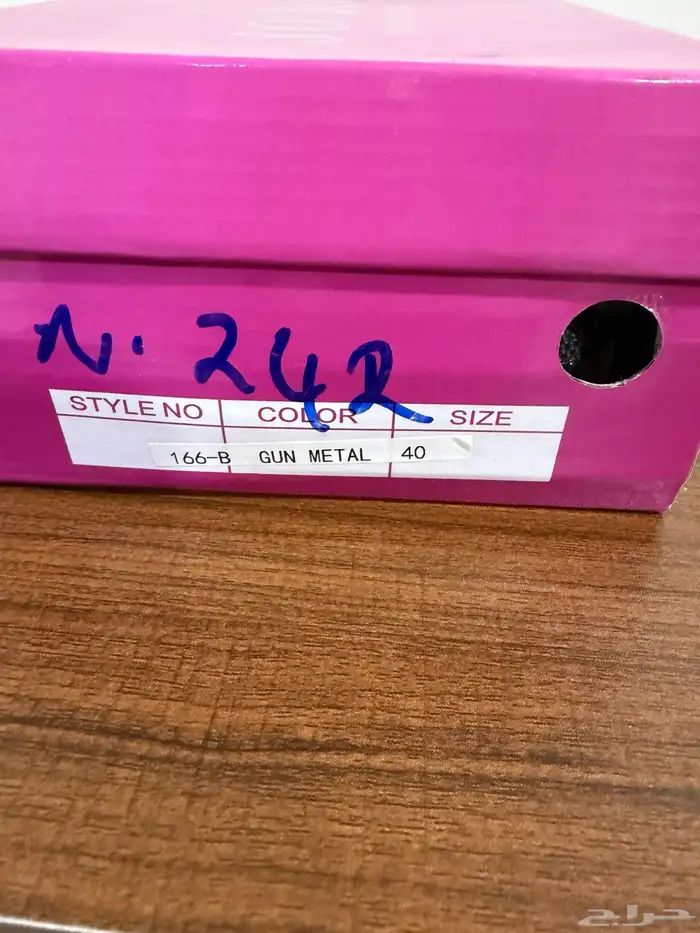 N. 242
STYLE NO COLOR SIZE
166-B GUN METAL 40
حراج